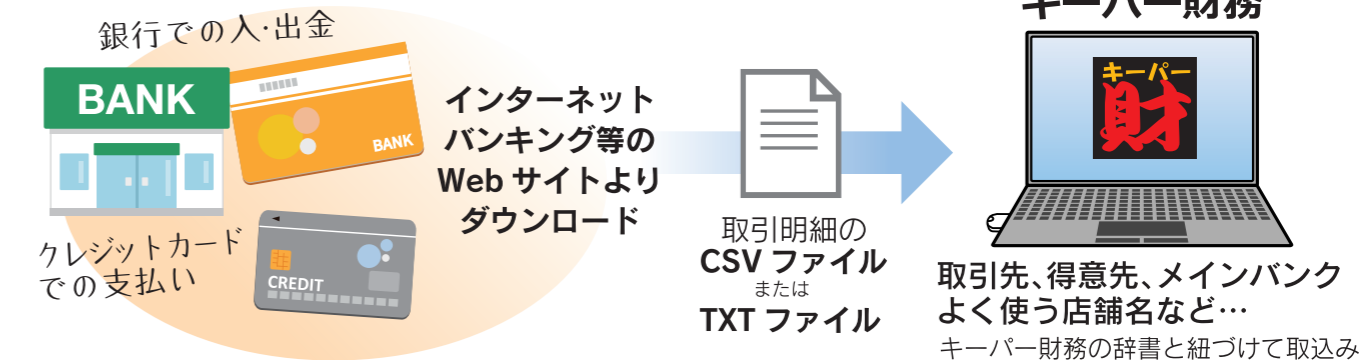 銀行での入・出金
BANK
BANK
クレジットカード
での支払い
CREDIT
インターネット
バンキング等の
Web サイトより
ダウンロード
取引明細の
CSV ファイル
または
TXT ファイル
キーパー財務
キーパー
財
取引先、得意先、メインバンク
よく使う店舗名など…
キーパー財務の辞書と紐づけて取込み